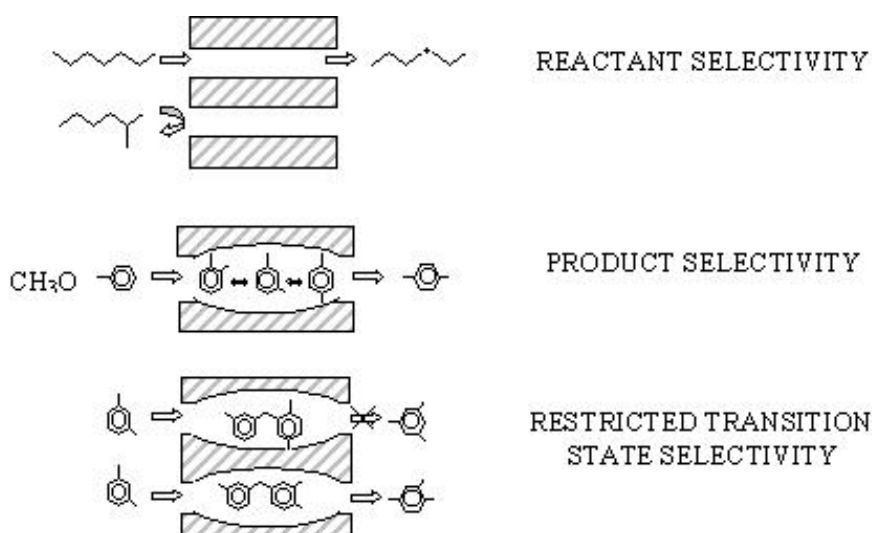 REACTANT SELECTIVITY
CH₃O
PRODUCT SELECTIVITY
RESTRICTED TRANSITION
STATE SELECTIVITY